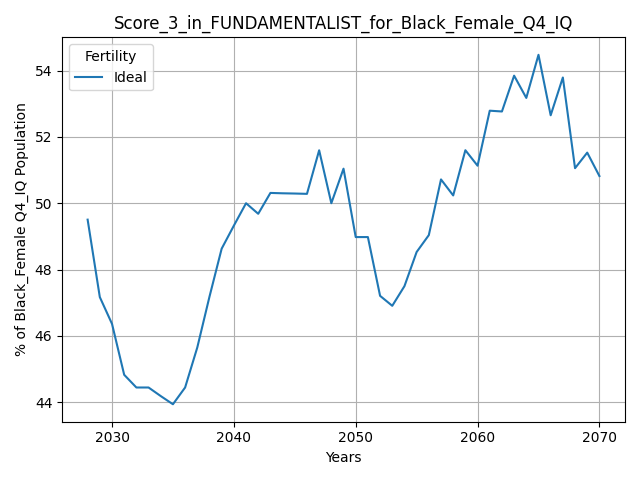 Score_3_in_FUNDAMENTALIST_for_Black_Female_Q4_IQ
Fertility
Ideal
% of Black_Female Q4_IQ Population
54
52
50
48
46
44
2030 2040 2050 2060 2070
Years